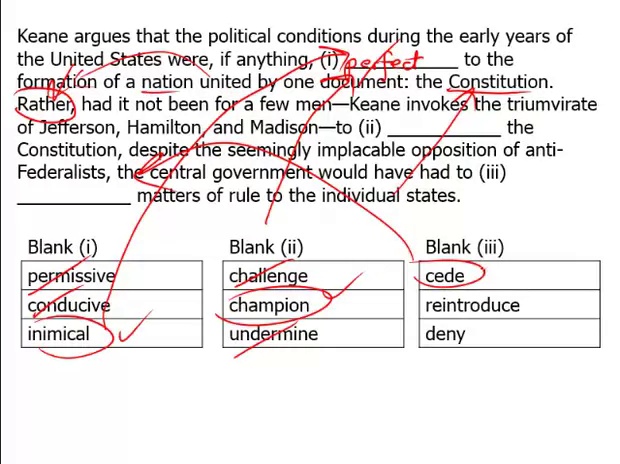 Keane argues that the political conditions during the early years of
the United States were, if anything, (i) perfect ____________ to the
formation of a nation united by one document: the Constitution.
Rather, had it not been for a few men—Keane invokes the triumvirate
of Jefferson, Hamilton, and Madison—to (ii) ____________ the
Constitution, despite the seemingly implacable opposition of anti-
Federalists, the central government would have had to (iii)
____________ matters of rule to the individual states.
Blank (i) Blank (ii) Blank (iii)
permissive challenge cede
conducive champion reintroduce
inimical undermine deny